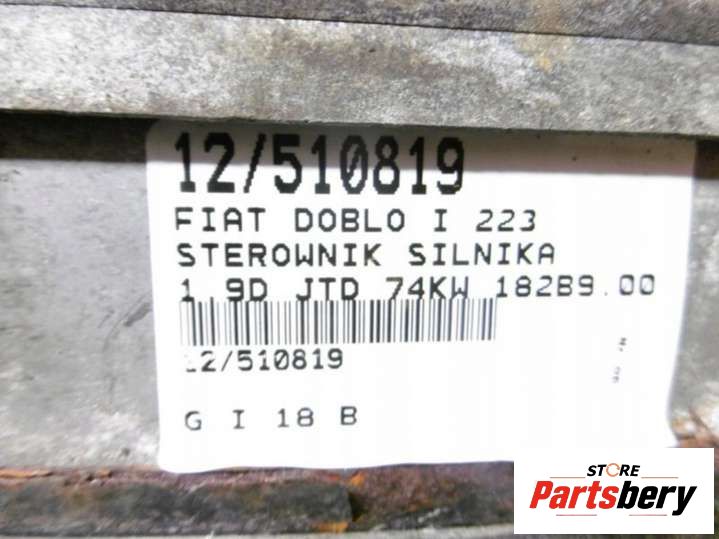 12/510819
FIAT DOBLO I 223
STEROWNIK SILNIKA
1.9D JTD 74KW 182B9.00
12/510819
G I 18 B
STORE
Partsbery